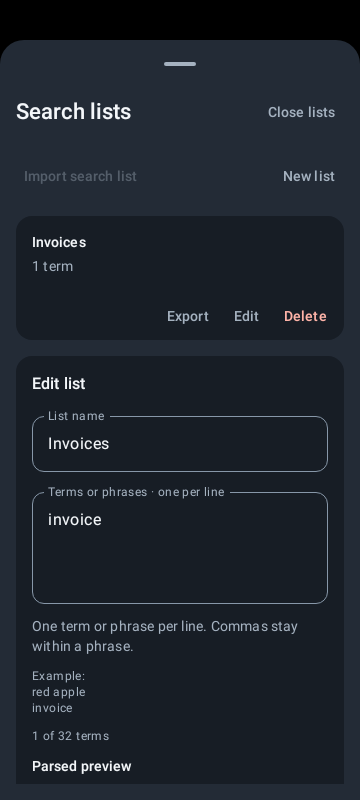 Search lists
Close lists
Import search list
New list
Invoices
1 term
Export Edit Delete
Edit list
List name
Invoices
Terms or phrases · one per line
invoice
One term or phrase per line. Commas stay
within a phrase.
Example:
red apple
invoice
1 of 32 terms
Parsed preview